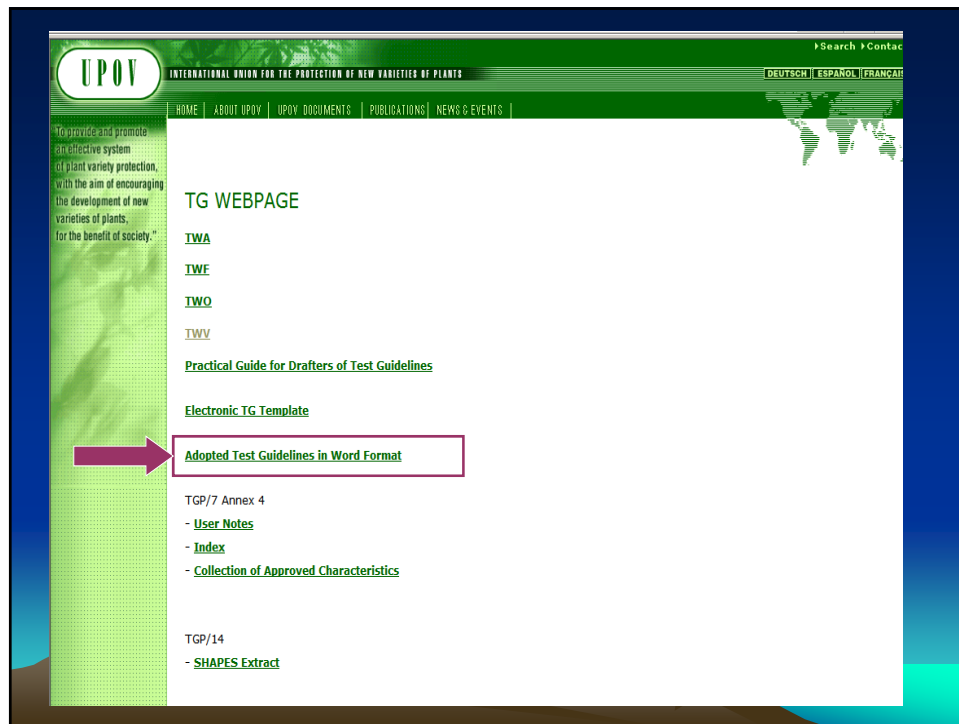 Search Contac
UPOV
INTERNATIONAL UNION FOR THE PROTECTION OF NEW VARIETIES OF PLANTS
DEUTSCH ESPAÑOL FRANÇAIS
HOME | ABOUT UPOV | UPOV DOCUMENTS | PUBLICATIONS | NEWS & EVENTS |
To provide and promote
an effective system
of plant variety protection,
with the aim of encouraging
the development of new
varieties of plants,
for the benefit of society."
TG WEBPAGE
TWA
TWF
TWO
TWV
Practical Guide for Drafters of Test Guidelines
Electronic TG Template
Adopted Test Guidelines in Word Format
TGP/7 Annex 4
- User Notes
- Index
- Collection of Approved Characteristics
TGP/14
- SHAPES Extract